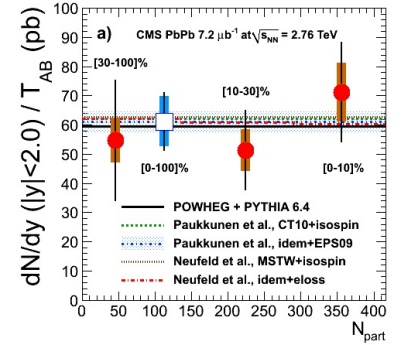 dN/dy (|y|<2.0) / T_AB (pb)
100
90
80
70
60
50
40
30
20
10
0
a) CMS PbPb 7.2 μb⁻¹ at √s_NN = 2.76 TeV
[30-100]%
[10-30]%
[0-100]%
[0-10]%
POWHEG + PYTHIA 6.4
Paukkunen et al., CT10+isospin
Paukkunen et al., idem+EPS09
Neufeld et al., MSTW+isospin
Neufeld et al., idem+eloss
0 50 100 150 200 250 300 350 400
N_part